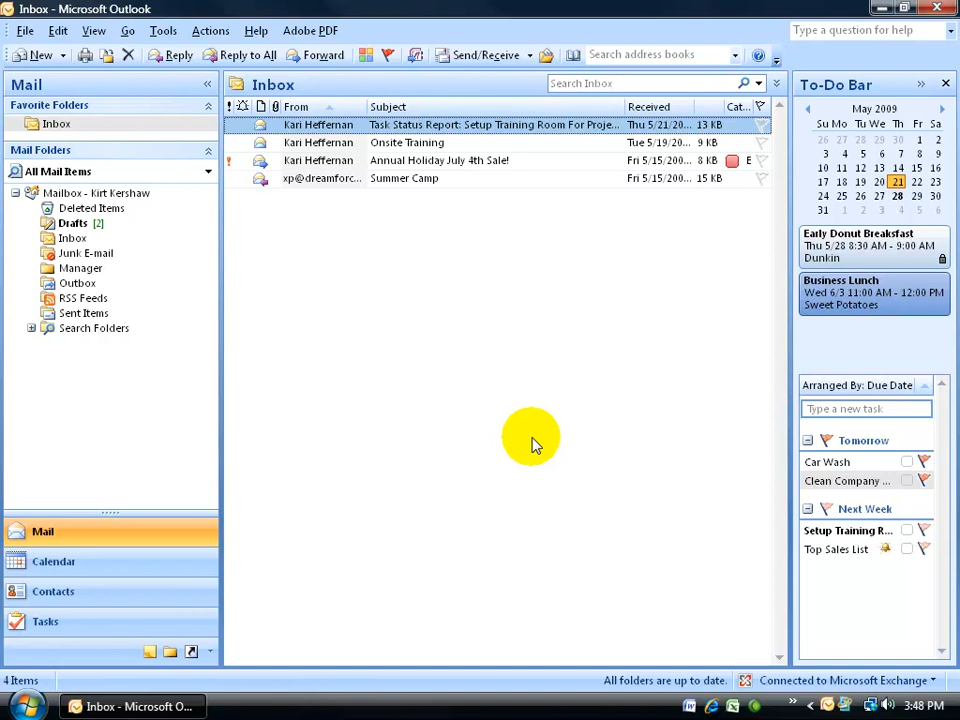 Inbox - Microsoft Outlook
File Edit View Go Tools Actions Help Adobe PDF
Type a question for help
New Reply Reply to All Forward Send/Receive Search address books
Mail
Favorite Folders
Inbox
Mail Folders
All Mail Items
Mailbox - Kirt Kershaw
Deleted Items
Drafts [2]
Inbox
Junk E-mail
Manager
Outbox
RSS Feeds
Sent Items
Search Folders
Mail
Calendar
Contacts
Tasks
Inbox
Search Inbox
From Subject Received Cat...
Kari Heffernan Task Status Report: Setup Training Room For Proje... Thu 5/21/20... 13 KB
Kari Heffernan Onsite Training Tue 5/19/20... 9 KB
Kari Heffernan Annual Holiday July 4th Sale! Fri 5/15/200... 8 KB E
xp@dreamforc... Summer Camp Fri 5/15/200... 15 KB
To-Do Bar
May 2009
Su Mo Tu We Th Fr Sa
26 27 28 29 30 1 2
3 4 5 6 7 8 9
10 11 12 13 14 15 16
17 18 19 20 21 22 23
24 25 26 27 28 29 30
31 1 2 3 4 5 6
Early Donut Breaksfast
Thu 5/28 8:30 AM - 9:00 AM
Dunkin
Business Lunch
Wed 6/3 11:00 AM - 12:00 PM
Sweet Potatoes
Arranged By: Due Date
Type a new task
Tomorrow
Car Wash
Clean Company ...
Next Week
Setup Training R...
Top Sales List
4 Items All folders are up to date. Connected to Microsoft Exchange
Inbox - Microsoft O... 3:48 PM